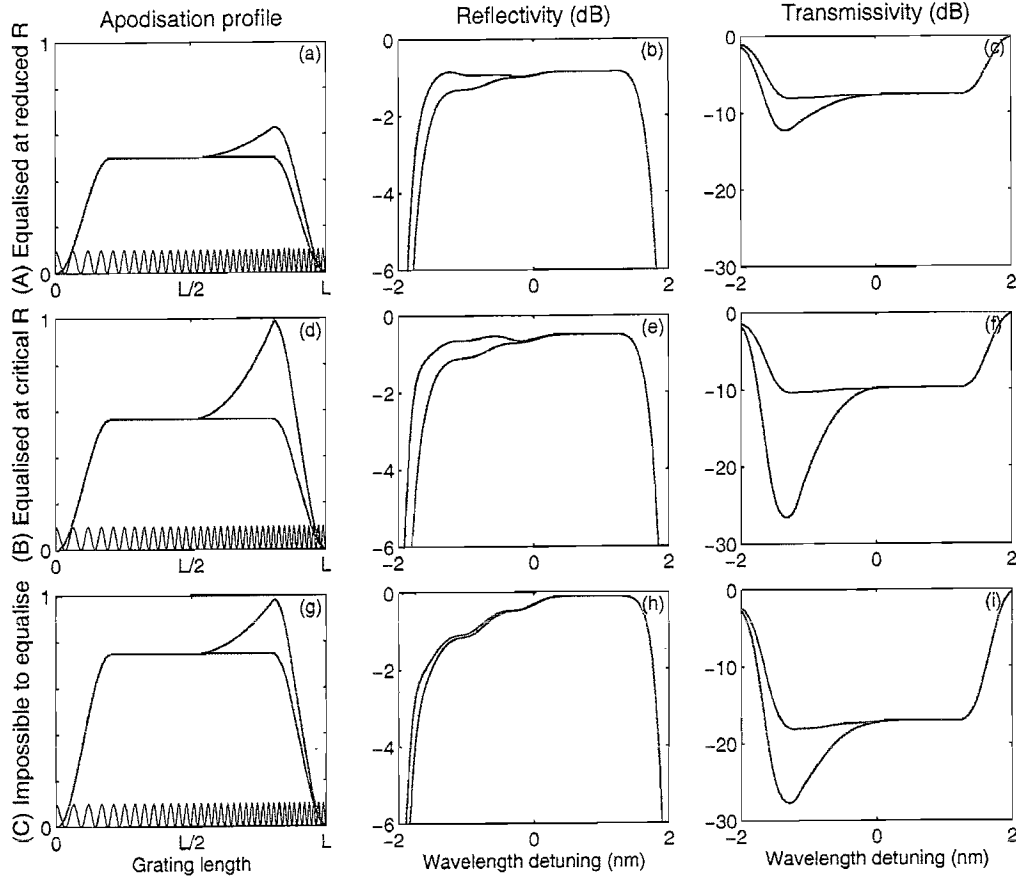 Apodisation profile
Reflectivity (dB)
Transmissivity (dB)
(A) Equalised at reduced R
1
0
(a)
0
L/2
L
0
−2
−4
−6
(b)
−2
0
2
0
−10
−20
−30
(c)
−2
0
2
(B) Equalised at critical R
1
0
(d)
0
L/2
L
0
−2
−4
−6
(e)
−2
0
2
0
−10
−20
−30
(f)
−2
0
2
(C) Impossible to equalise
1
0
(g)
0
L/2
L
Grating length
0
−2
−4
−6
(h)
−2
0
2
Wavelength detuning (nm)
0
−10
−20
−30
(i)
−2
0
2
Wavelength detuning (nm)